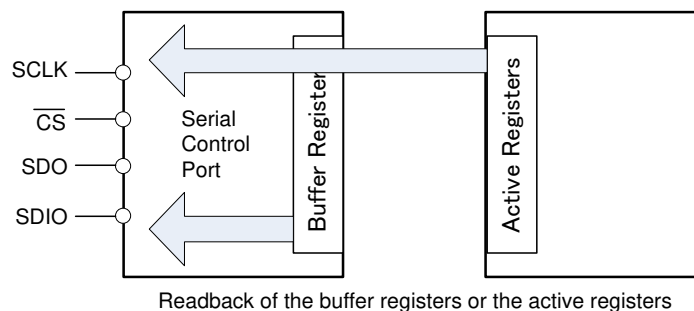 SCLK
CS
SDO
SDIO
Serial
Control
Port
Buffer Register
Active Registers
Readback of the buffer registers or the active registers